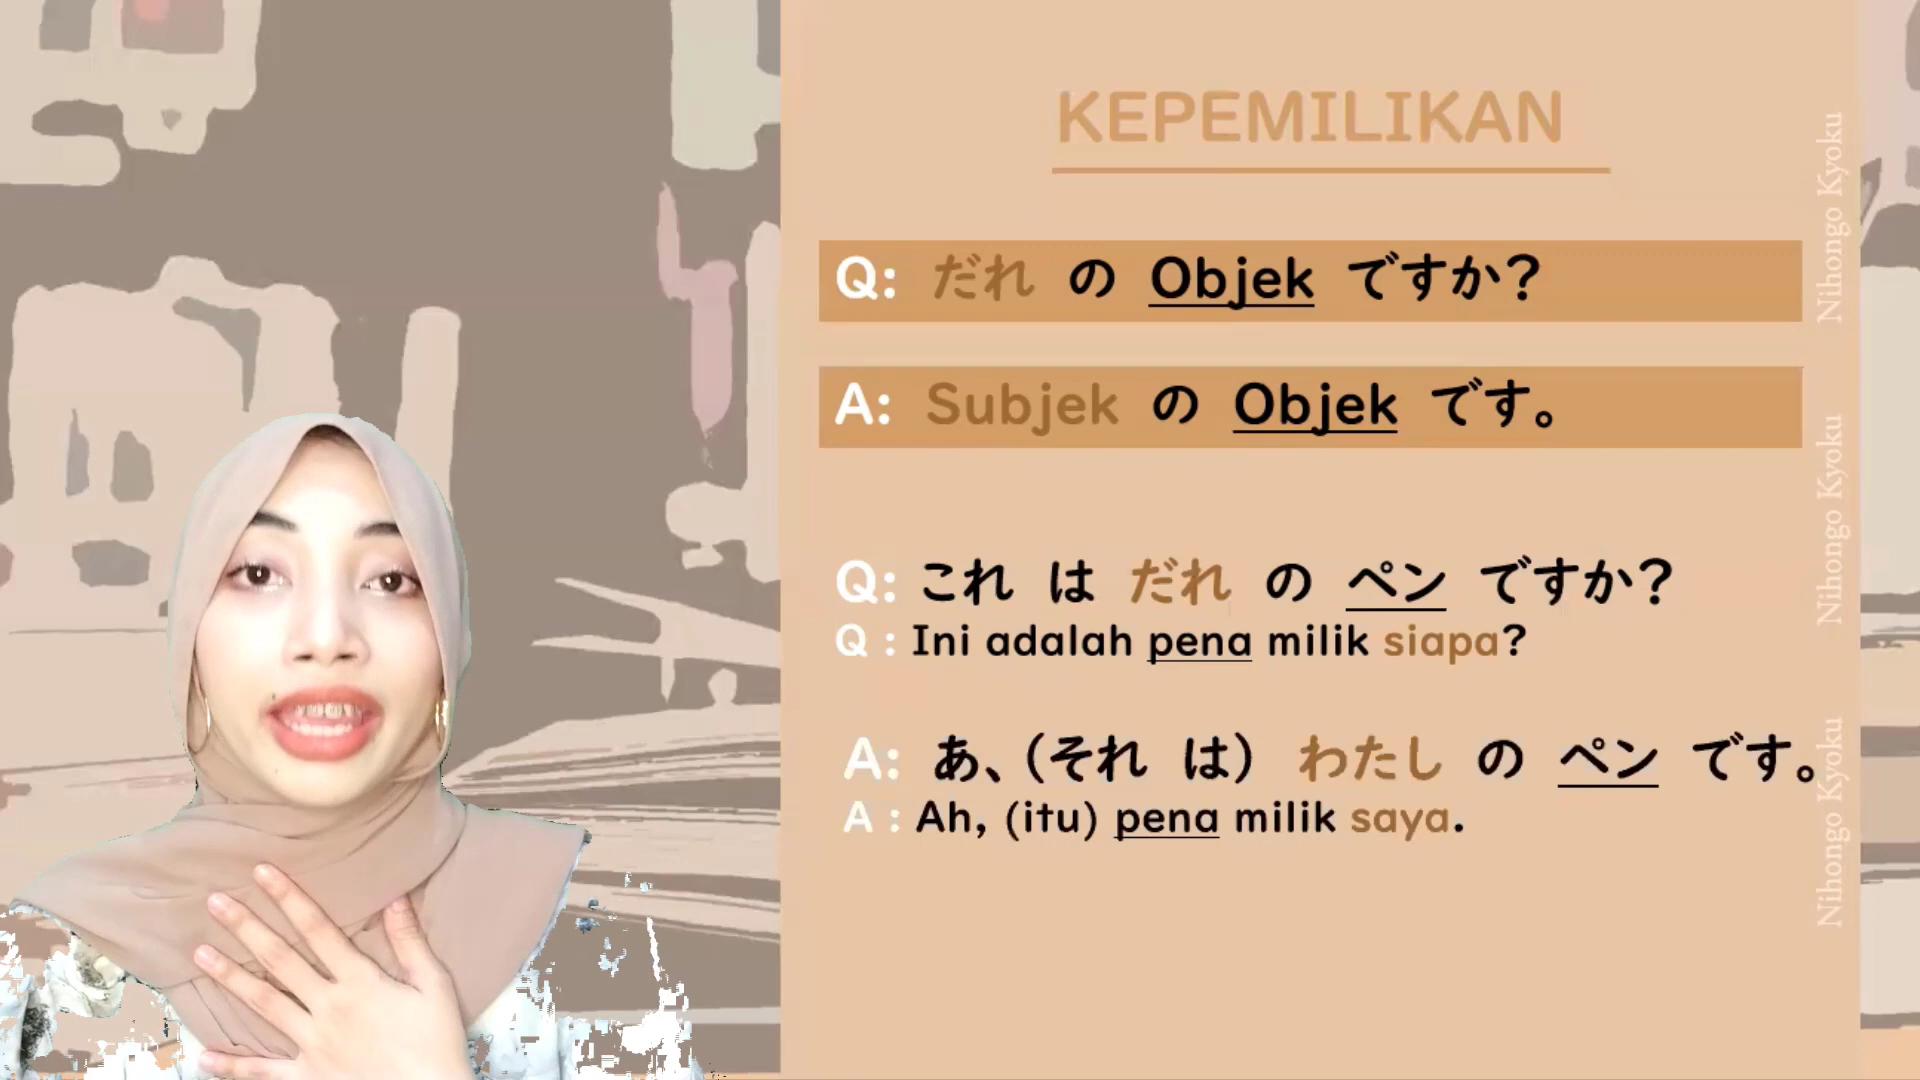 KEPEMILIKAN
Q: だれ の Objek ですか?
A: Subjek の Objek です。
Q: これ は だれ の ペン ですか?
Q : Ini adalah pena milik siapa?
A: あ、(それ は) わたし の ペン です。
A : Ah, (itu) pena milik saya.
Nihongo Kyoku
Nihongo Kyoku
Nihongo Kyoku